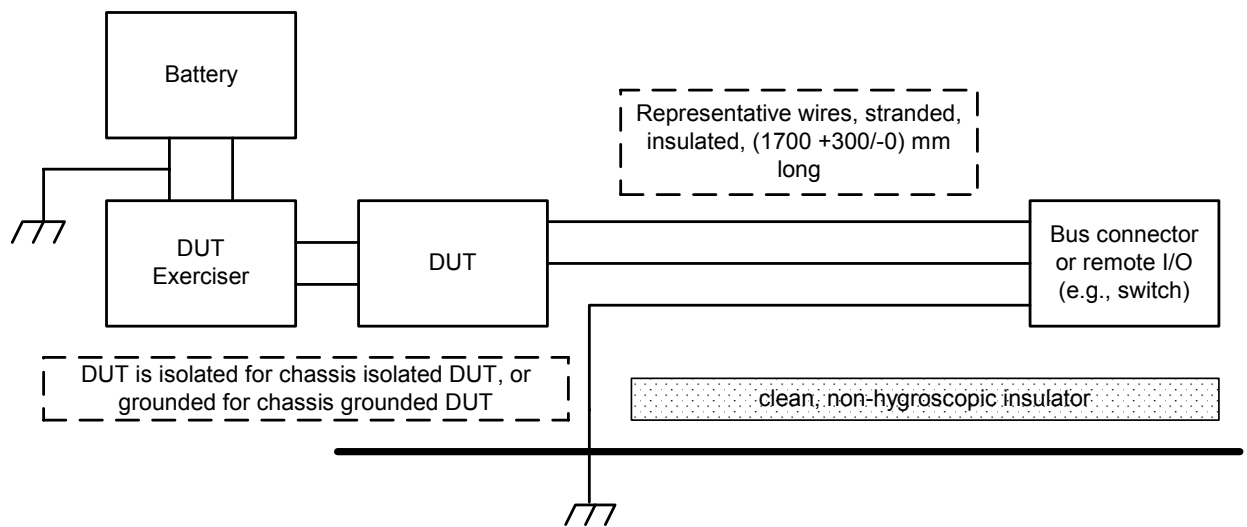 Battery
Representative wires, stranded,
insulated, (1700 +300/-0) mm
long
DUT
Exerciser
DUT
Bus connector
or remote I/O
(e.g., switch)
DUT is isolated for chassis isolated DUT, or
grounded for chassis grounded DUT
clean, non-hygroscopic insulator